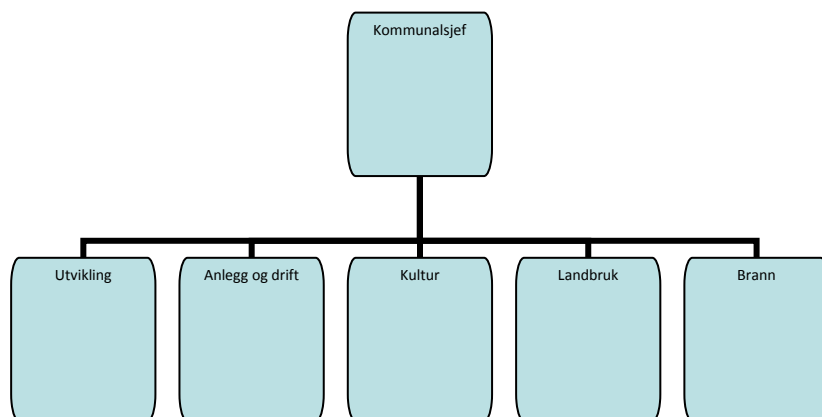 Kommunalsjef
Utvikling
Anlegg og drift
Kultur
Landbruk
Brann